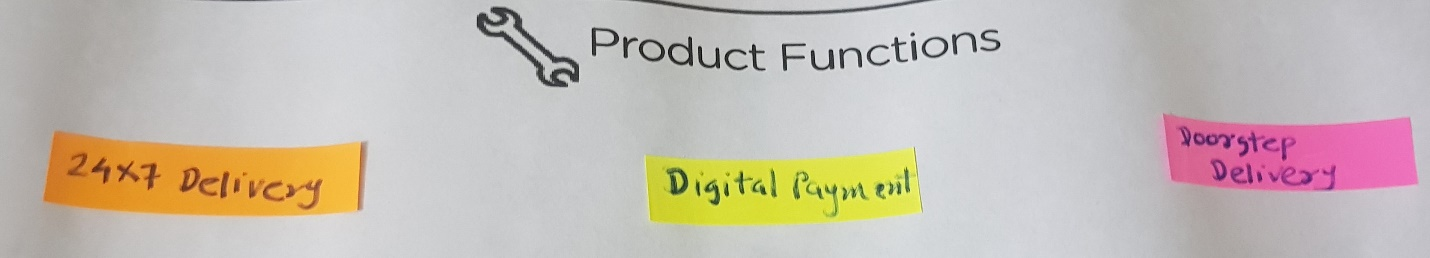 Product Functions
24x7 Delivery
Digital Payment
Doorstep
Delivery